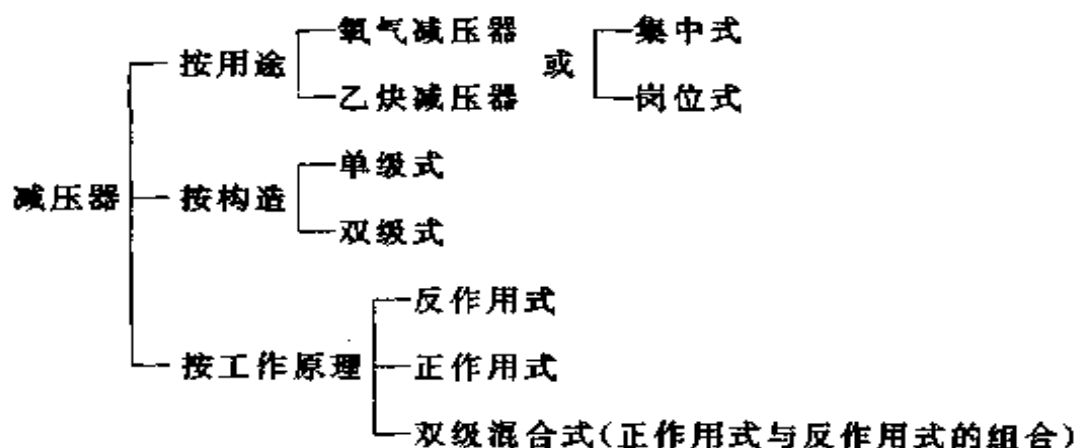 氧气减压器 集中式
按用途 或
乙炔减压器 岗位式
单级式
减压器 按构造
双级式
反作用式
按工作原理 正作用式
双级混合式(正作用式与反作用式的组合)